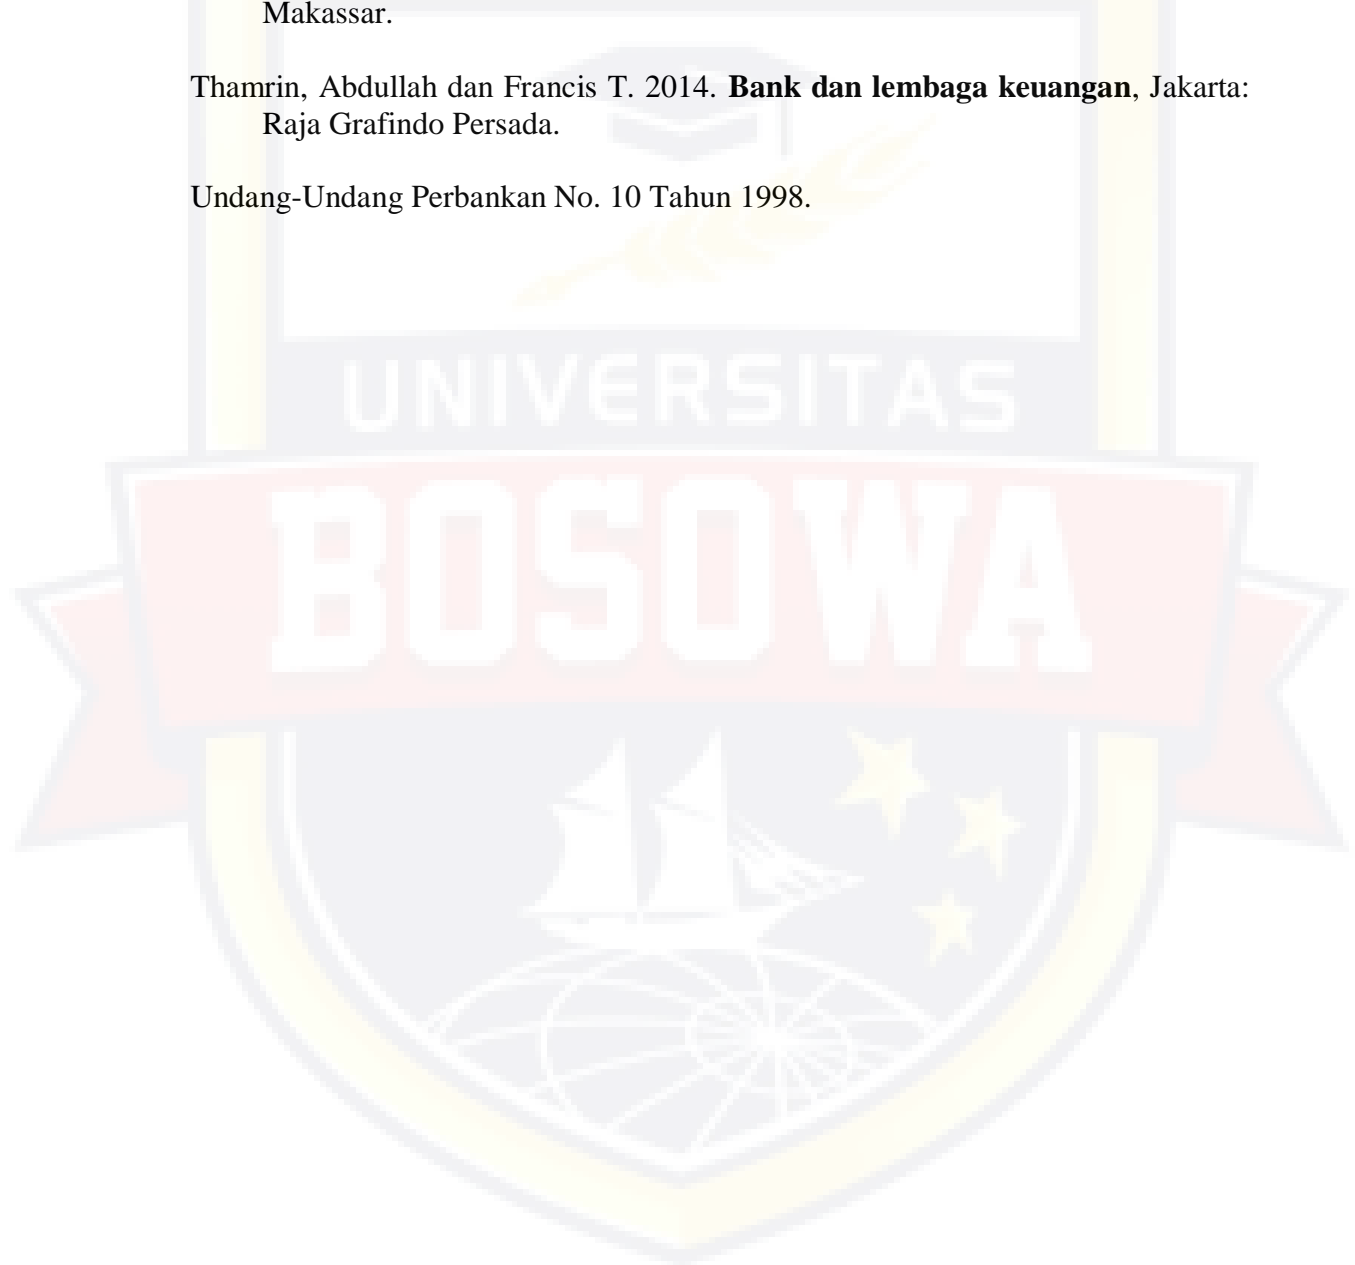 Makassar.
Thamrin, Abdullah dan Francis T. 2014. Bank dan lembaga keuangan, Jakarta:
Raja Grafindo Persada.
Undang-Undang Perbankan No. 10 Tahun 1998.
UNIVERSITAS
BOSOWA